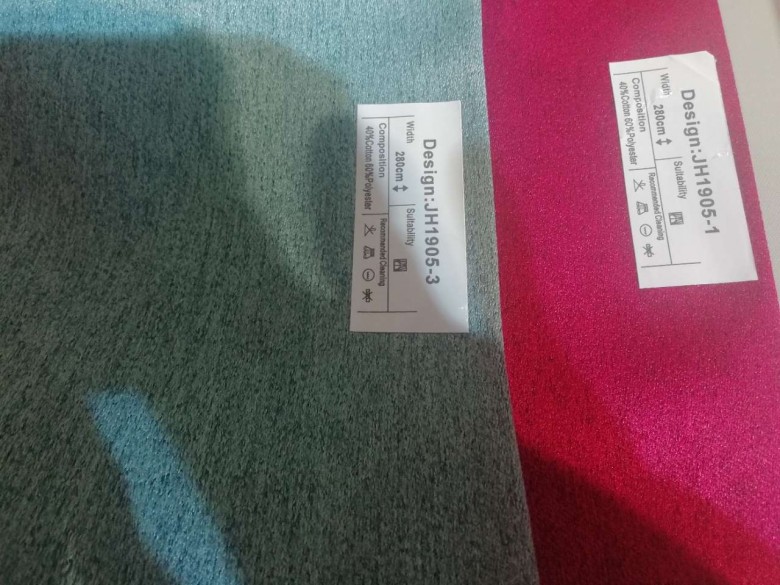 Design:JH1905-3
Width
280cm
Suitability
Composition
40%Cotton 60%Polyester
Recommended Cleaning
Design:JH1905-1
Width
280cm
Suitability
Composition
40%Cotton 60%Polyester
Recommended Cleaning